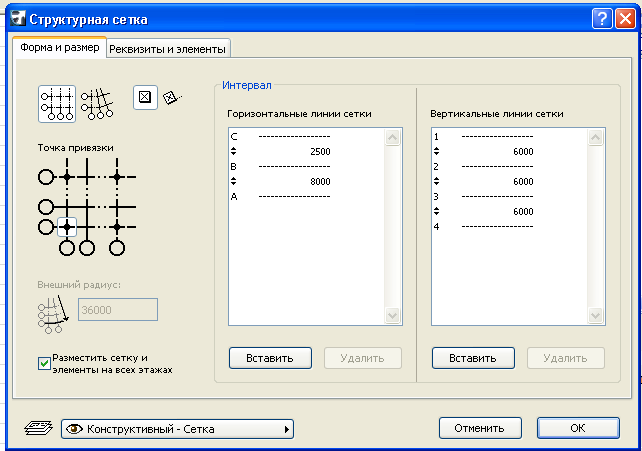 Структурная сетка
Форма и размер
Реквизиты и элементы
Точка привязки
Внешний радиус:
36000
Разместить сетку и
элементы на всех этажах
Интервал
Горизонтальные линии сетки
C ------------------
2500
B ------------------
8000
A ------------------
Вставить
Удалить
Вертикальные линии сетки
1 ------------------
6000
2 ------------------
6000
3 ------------------
6000
4 ------------------
Вставить
Удалить
Конструктивный - Сетка
Отменить
OK